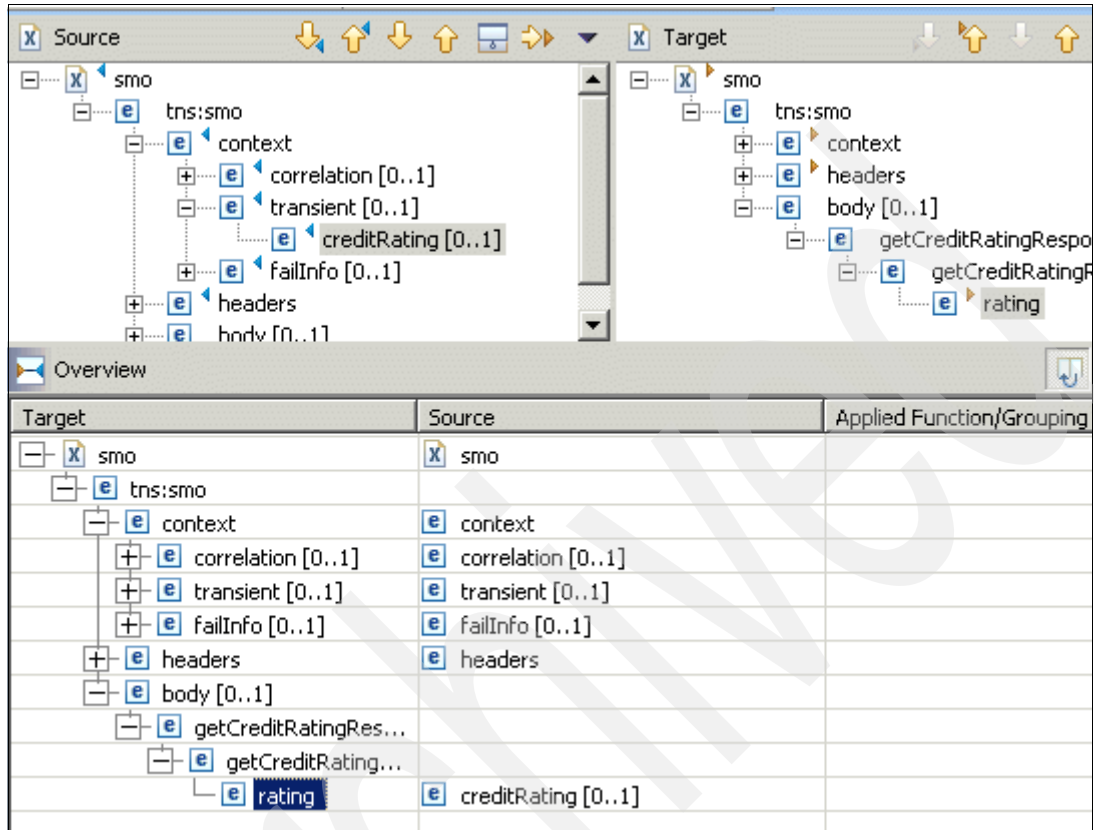 Source
smo
tns:smo
context
correlation [0..1]
transient [0..1]
creditRating [0..1]
failInfo [0..1]
headers
body [0..1]
Target
smo
tns:smo
context
headers
body [0..1]
getCreditRatingRespo
getCreditRatingR
rating
Overview
Target Source Applied Function/Grouping
smo smo
tns:smo
context context
correlation [0..1] correlation [0..1]
transient [0..1] transient [0..1]
failInfo [0..1] failInfo [0..1]
headers headers
body [0..1]
getCreditRatingRes...
getCreditRating...
rating creditRating [0..1]